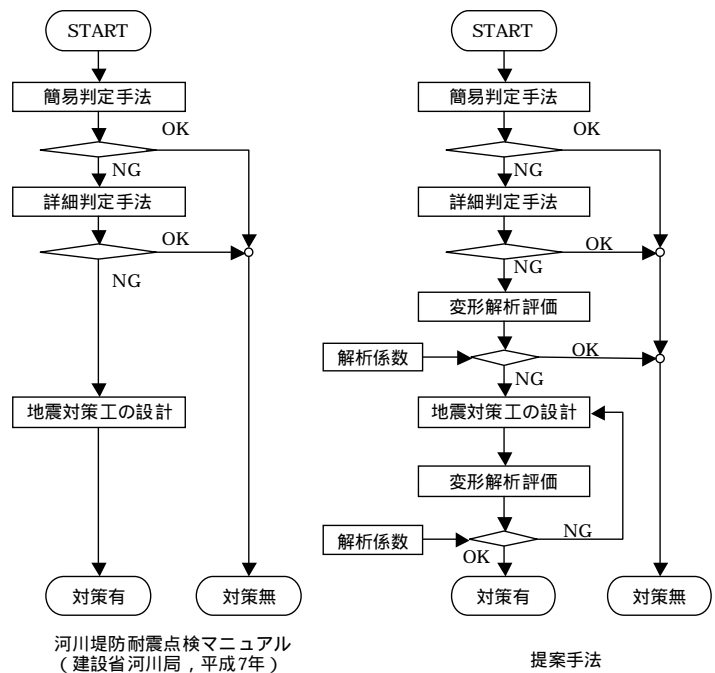 START
簡易判定手法
OK
NG
詳細判定手法
OK
NG
地震対策工の設計
対策有
対策無
河川堤防耐震点検マニュアル
(建設省河川局，平成7年)
START
簡易判定手法
OK
NG
詳細判定手法
OK
NG
変形解析評価
解析係数
OK
NG
地震対策工の設計
変形解析評価
解析係数
NG
OK
対策有
対策無
提案手法